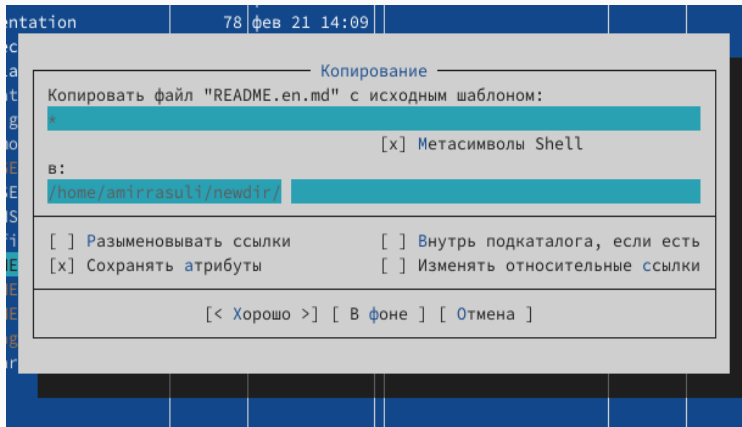 entation 78 фев 21 14:09
Копирование
Копировать файл "README.en.md" с исходным шаблоном:
*
[x] Метасимволы Shell
в:
/home/amirrasuli/newdir/
[ ] Разыменовывать ссылки [ ] Внутрь подкаталога, если есть
[x] Сохранять атрибуты [ ] Изменять относительные ссылки
[< Хорошо >] [ В фоне ] [ Отмена ]